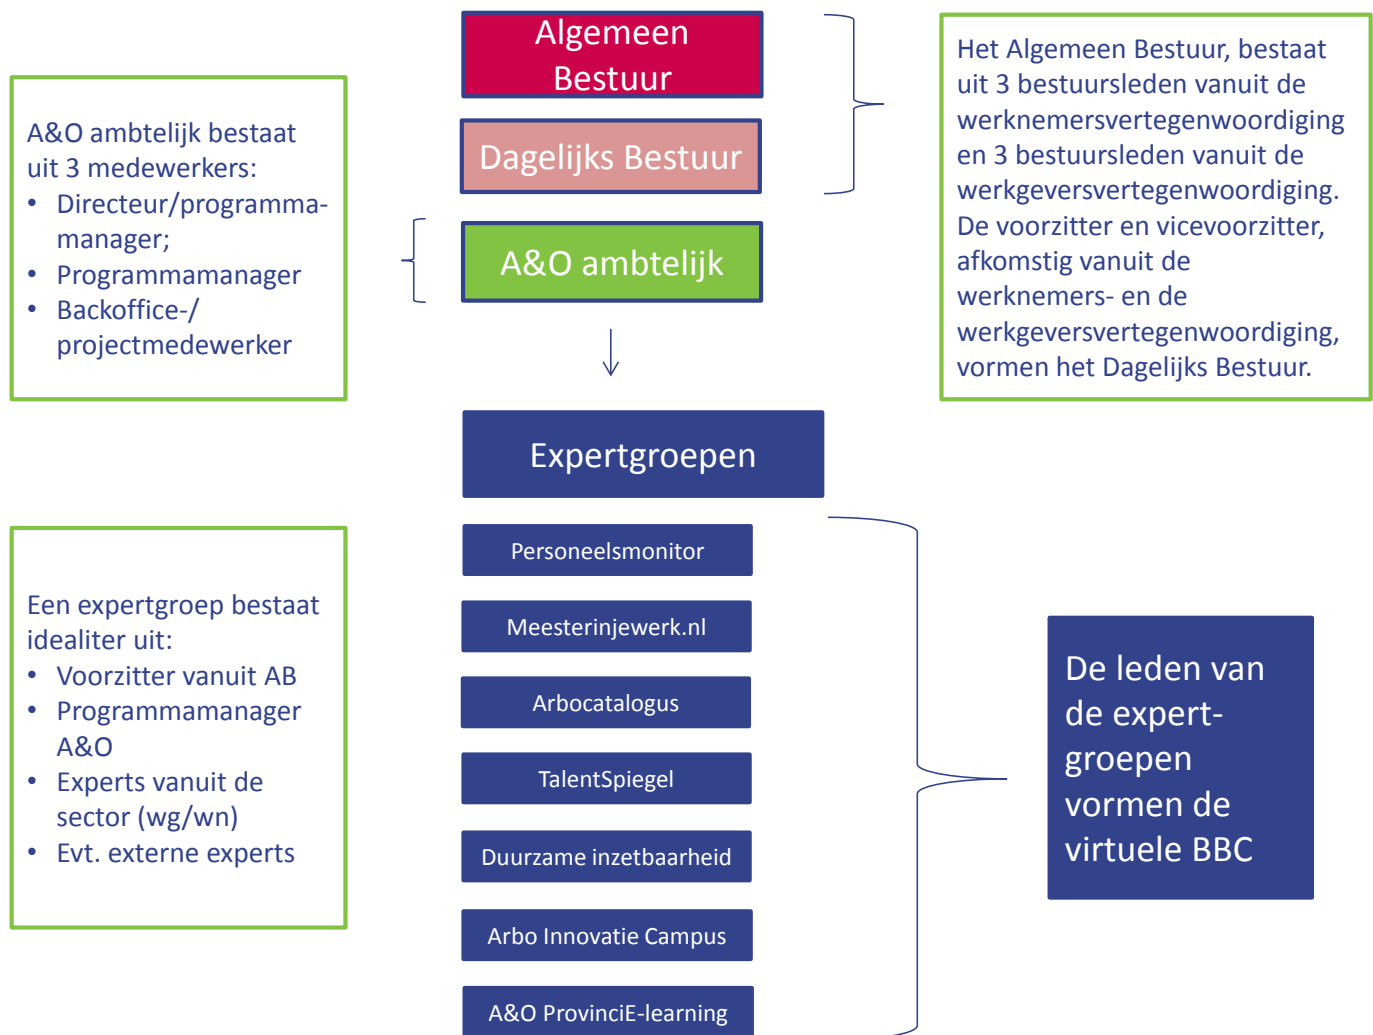 Algemeen
Bestuur
Dagelijks Bestuur
A&O ambtelijk
Het Algemeen Bestuur, bestaat
uit 3 bestuursleden vanuit de
werknemersvertegenwoordiging
en 3 bestuursleden vanuit de
werkgeversvertegenwoordiging.
De voorzitter en vicevoorzitter,
afkomstig vanuit de
werknemers- en de
werkgeversvertegenwoordiging,
vormen het Dagelijks Bestuur.
A&O ambtelijk bestaat
uit 3 medewerkers:
• Directeur/programma-
manager;
• Programmamanager
• Backoffice-/
projectmedewerker
Expertgroepen
Personeelsmonitor
Meesterinjewerk.nl
Arbocatalogus
TalentSpiegel
Duurzame inzetbaarheid
Arbo Innovatie Campus
A&O ProvinciE-learning
Een expertgroep bestaat
idealiter uit:
• Voorzitter vanuit AB
• Programmamanager
A&O
• Experts vanuit de
sector (wg/wn)
• Evt. externe experts
De leden van
de expert-
groepen
vormen de
virtuele BBC